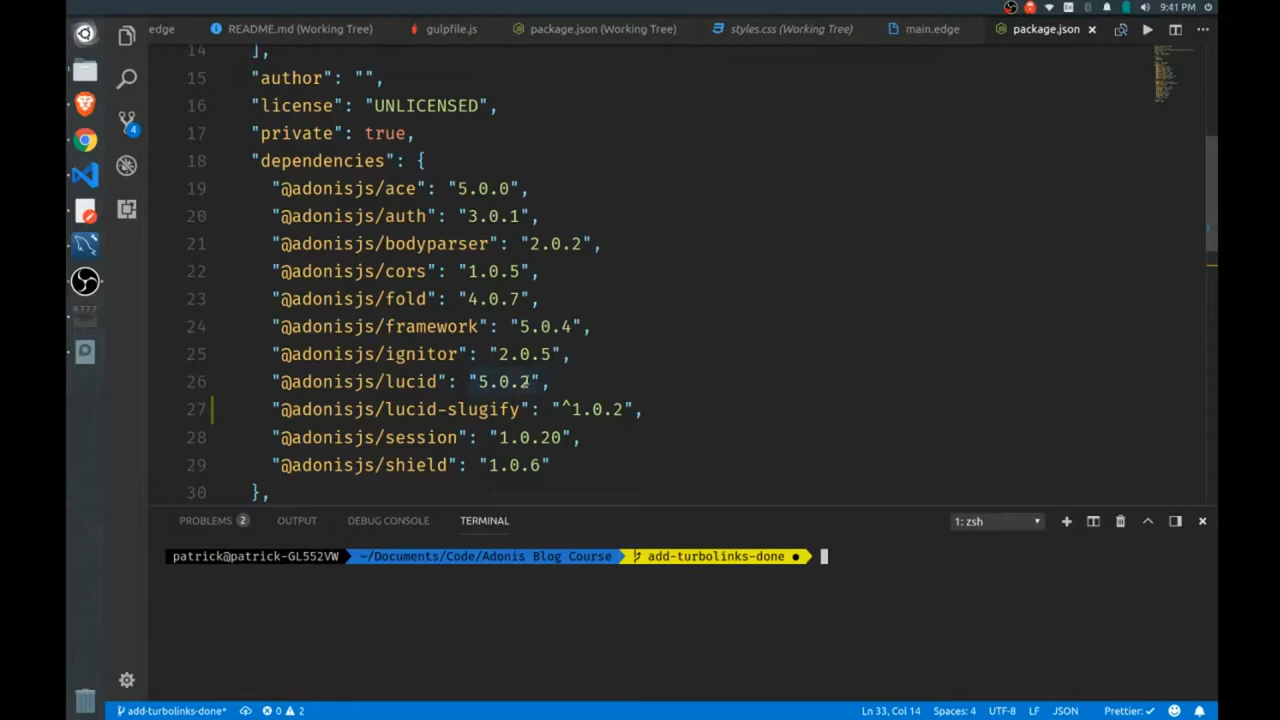 9:41 PM
edge README.md (Working Tree) gulpfile.js package.json (Working Tree) styles.css (Working Tree) main.edge package.json
14 ],
15 "author": "",
16 "license": "UNLICENSED",
17 "private": true,
18 "dependencies": {
19 "@adonisjs/ace": "5.0.0",
20 "@adonisjs/auth": "3.0.1",
21 "@adonisjs/bodyparser": "2.0.2",
22 "@adonisjs/cors": "1.0.5",
23 "@adonisjs/fold": "4.0.7",
24 "@adonisjs/framework": "5.0.4",
25 "@adonisjs/ignitor": "2.0.5",
26 "@adonisjs/lucid": "5.0.2",
27 "@adonisjs/lucid-slugify": "^1.0.2",
28 "@adonisjs/session": "1.0.20",
29 "@adonisjs/shield": "1.0.6"
30 },
4
PROBLEMS 2 OUTPUT DEBUG CONSOLE TERMINAL 1: zsh
patrick@patrick-GL552VW ~/Documents/Code/Adonis Blog Course add-turbolinks-done ●
add-turbolinks-done* 0 2 Ln 33, Col 14 Spaces: 4 UTF-8 LF JSON Prettier: ✓